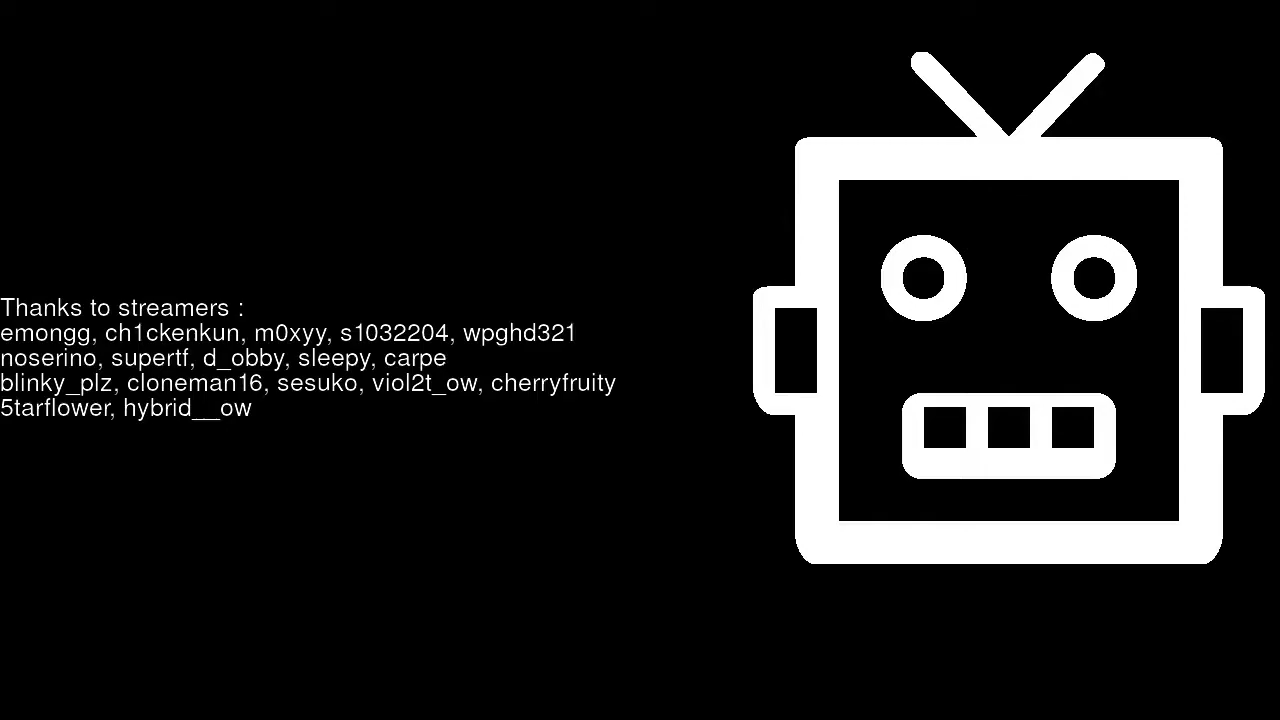 Thanks to streamers :
emongg, ch1ckenkun, m0xyy, s1032204, wpghd321
noserino, supertf, d_obby, sleepy, carpe
blinky_plz, cloneman16, sesuko, viol2t_ow, cherryfruity
5tarflower, hybrid__ow